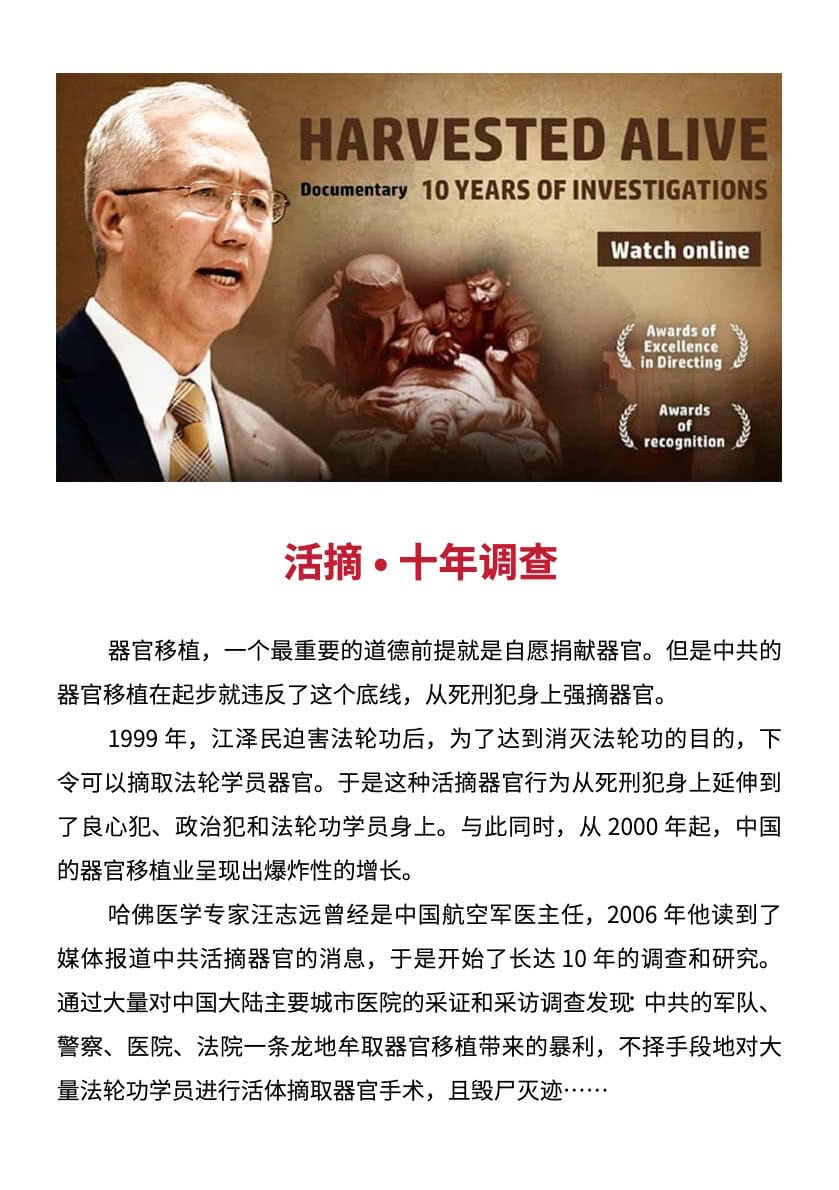 HARVESTED ALIVE
Documentary 10 YEARS OF INVESTIGATIONS
Watch online
Awards of
Excellence
in Directing
Awards
of
recognition
活摘·十年调查
器官移植，一个最重要的道德前提就是自愿捐献器官。但是中共的
器官移植在起步就违反了这个底线，从死刑犯身上强摘器官。
1999 年，江泽民迫害法轮功后，为了达到消灭法轮功的目的，下
令可以摘取法轮学员器官。于是这种活摘器官行为从死刑犯身上延伸到
了良心犯、政治犯和法轮功学员身上。与此同时，从 2000 年起，中国
的器官移植业呈现出爆炸性的增长。
哈佛医学专家汪志远曾经是中国航空军医主任，2006 年他读到了
媒体报道中共活摘器官的消息，于是开始了长达 10 年的调查和研究。
通过大量对中国大陆主要城市医院的采证和采访调查发现：中共的军队、
警察、医院、法院一条龙地牟取器官移植带来的暴利，不择手段地对大
量法轮功学员进行活体摘取器官手术，且毁尸灭迹……